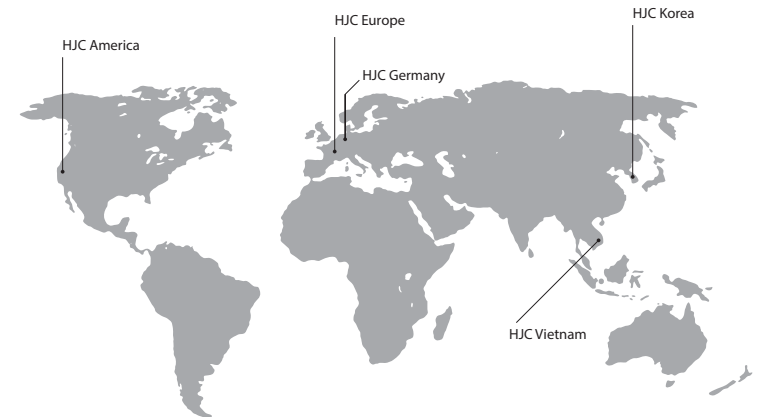 HJC Korea
HJC Europe
HJC America
HJC Germany
HJC Vietnam